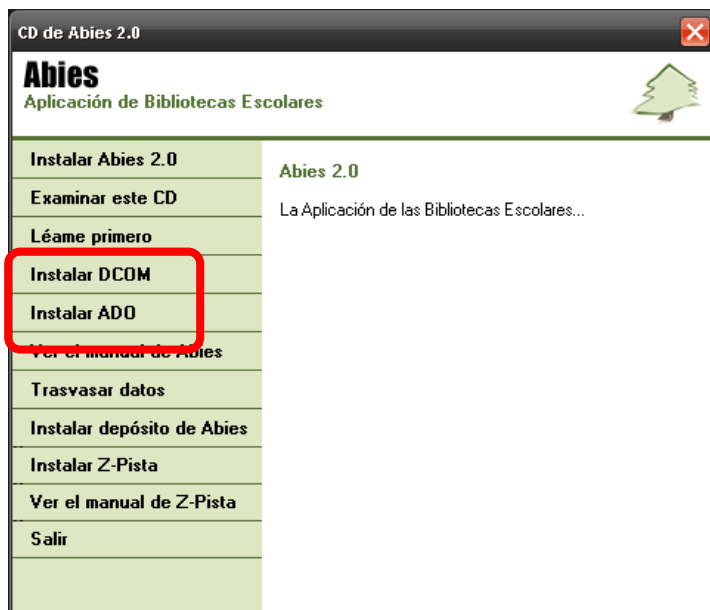 CD de Abies 2.0
Abies
Aplicación de Bibliotecas Escolares
Instalar Abies 2.0
Examinar este CD
Léame primero
Instalar DCOM
Instalar ADO
Ver el manual de Abies
Trasvasar datos
Instalar depósito de Abies
Instalar Z-Pista
Ver el manual de Z-Pista
Salir
Abies 2.0
La Aplicación de las Bibliotecas Escolares...